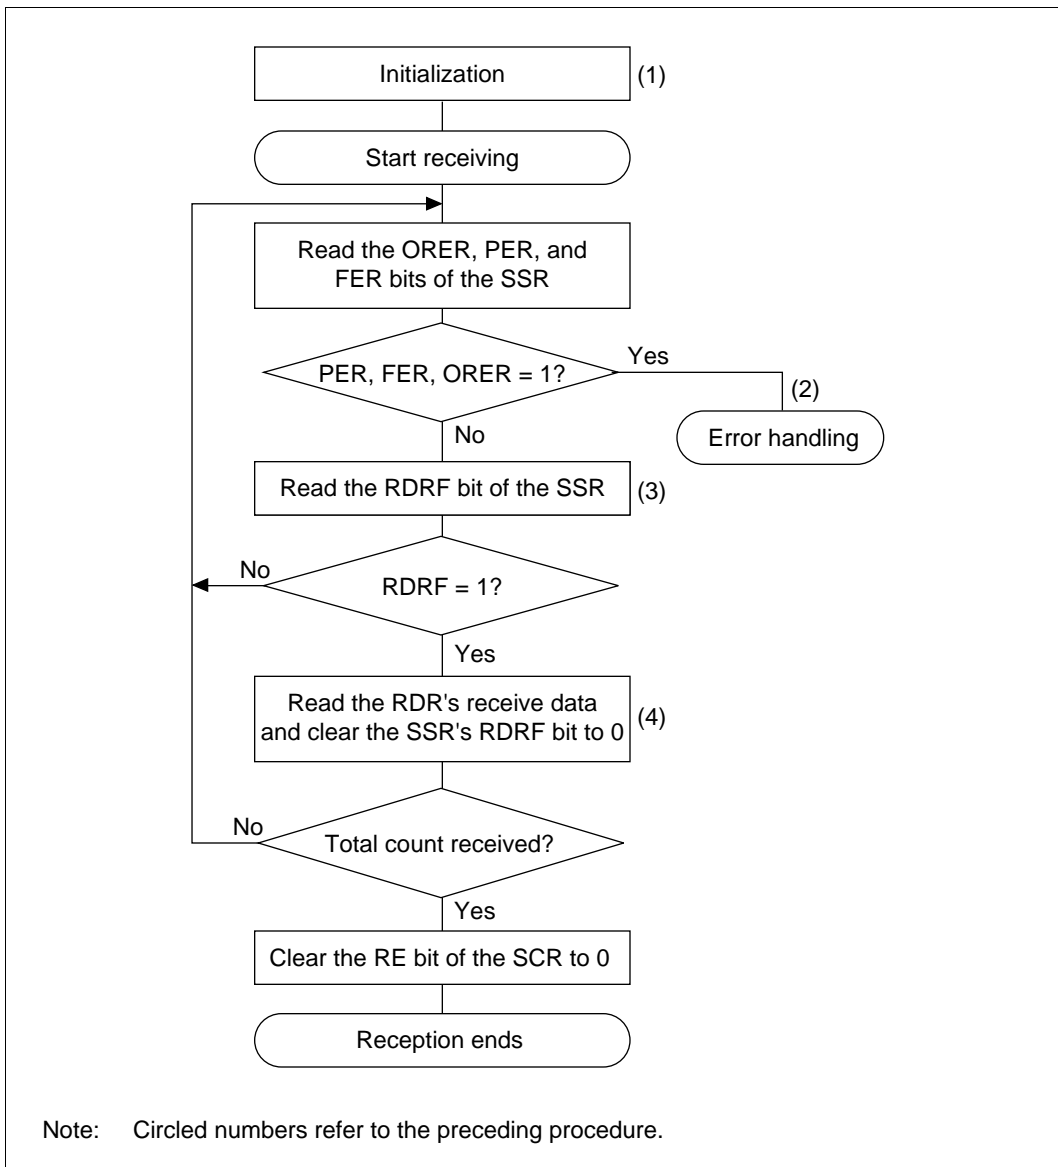 Initialization
(1)
Start receiving
Read the ORER, PER, and
FER bits of the SSR
PER, FER, ORER = 1?
Yes
(2)
Error handling
No
Read the RDRF bit of the SSR
(3)
No
RDRF = 1?
Yes
Read the RDR's receive data
and clear the SSR's RDRF bit to 0
(4)
No
Total count received?
Yes
Clear the RE bit of the SCR to 0
Reception ends
Note: Circled numbers refer to the preceding procedure.